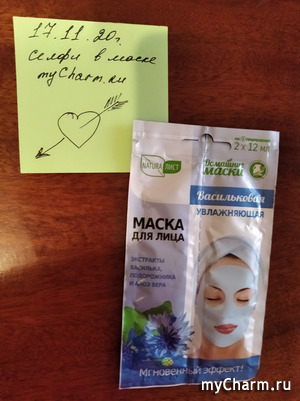 17.11.20г.
Селфи в маске
myCharm.ru
NATURA ЛИСТ
2 x 12 мл
Домашние
маски
Васильковая
УВЛАЖНЯЮЩАЯ
МАСКА
ДЛЯ ЛИЦА
ЭКСТРАКТЫ
ВАСИЛЬКА,
ПОДОРОЖНИКА
И АЛОЭ ВЕРА
Мгновенный эффект!
myCharm.ru